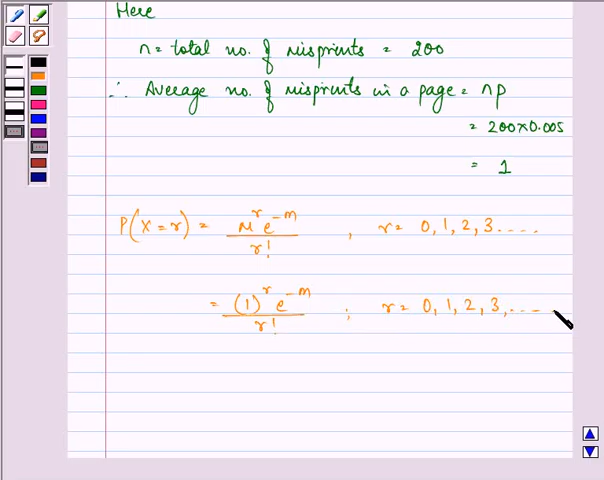 Here
n = total no. of misprints = 200
∴ Average no. of misprints in a page = np
= 200×0.005
= 1
P(X=r) = m^r e^-m / r! , r = 0, 1, 2, 3 .....
= (1)^r e^-m / r! ; r = 0, 1, 2, 3, .....